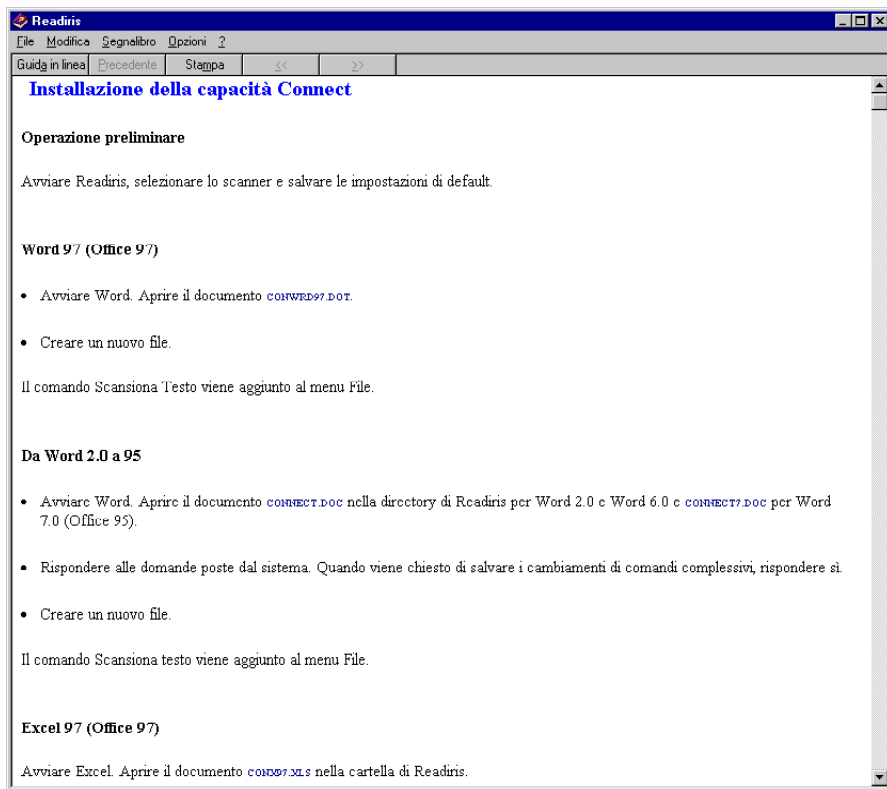 Readiris
File Modifica Segnalibro Opzioni ?
Guida in linea Precedente Stampa << >>
Installazione della capacità Connect
Operazione preliminare
Avviare Readiris, selezionare lo scanner e salvare le impostazioni di default.
Word 97 (Office 97)
• Avviare Word. Aprire il documento CONWRD97.DOT.
• Creare un nuovo file.
Il comando Scansiona Testo viene aggiunto al menu File.
Da Word 2.0 a 95
• Avviare Word. Aprire il documento CONNECT.DOC nella directory di Readiris per Word 2.0 e Word 6.0 e CONNECT7.DOC per Word
7.0 (Office 95).
• Rispondere alle domande poste dal sistema. Quando viene chiesto di salvare i cambiamenti di comandi complessivi, rispondere sì.
• Creare un nuovo file.
Il comando Scansiona testo viene aggiunto al menu File.
Excel 97 (Office 97)
Avviare Excel. Aprire il documento CONX97.XLS nella cartella di Readiris.